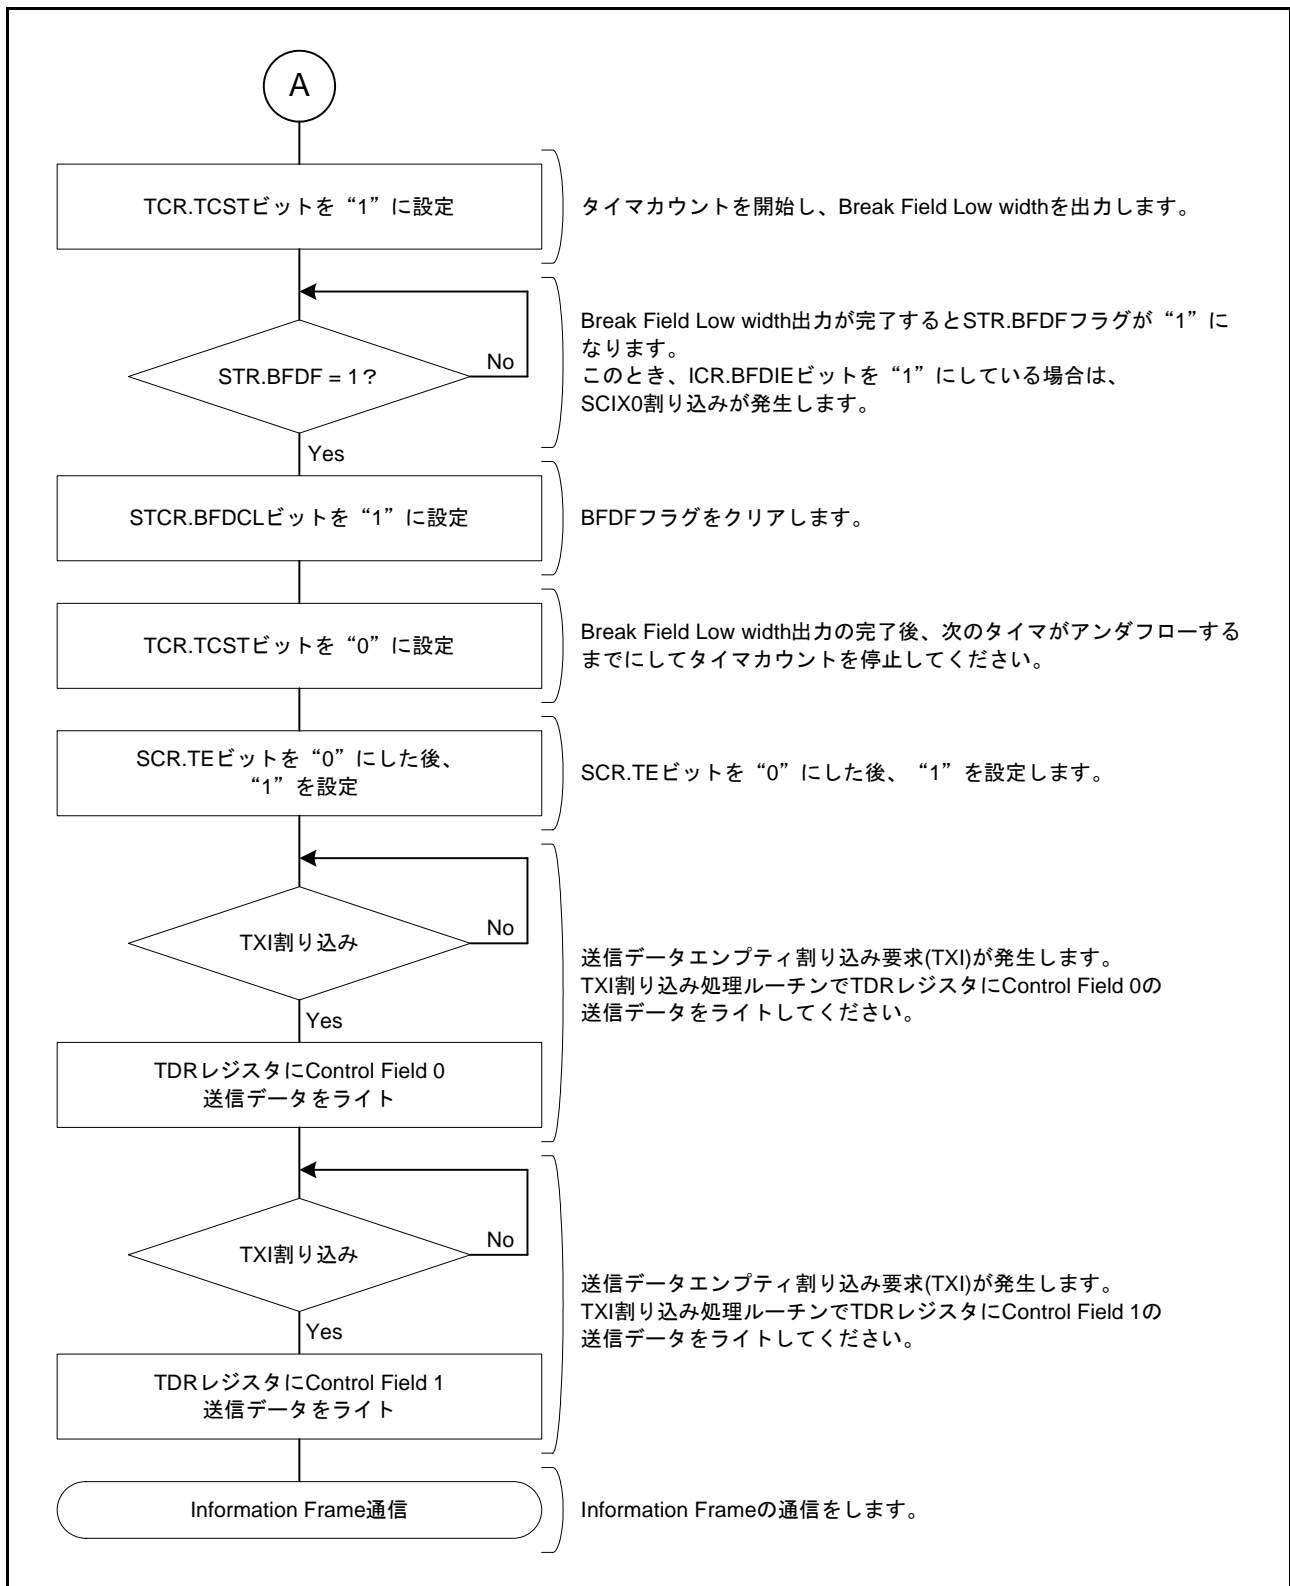 A
TCR.TCSTビットを“1”に設定
タイマカウントを開始し、Break Field Low widthを出力します。
STR.BFDF = 1?
No
Yes
Break Field Low width出力が完了するとSTR.BFDFフラグが“1”に
なります。
このとき、ICR.BFDIEビットを“1”にしている場合は、
SCIX0割り込みが発生します。
STCR.BFDCLビットを“1”に設定
BFDFフラグをクリアします。
TCR.TCSTビットを“0”に設定
Break Field Low width出力の完了後、次のタイマがアンダフローする
までにしてタイマカウントを停止してください。
SCR.TEビットを“0”にした後、
“1”を設定
SCR.TEビットを“0”にした後、“1”を設定します。
TXI割り込み
No
Yes
TDRレジスタにControl Field 0
送信データをライト
送信データエンプティ割り込み要求(TXI)が発生します。
TXI割り込み処理ルーチンでTDRレジスタにControl Field 0の
送信データをライトしてください。
TXI割り込み
No
Yes
TDRレジスタにControl Field 1
送信データをライト
送信データエンプティ割り込み要求(TXI)が発生します。
TXI割り込み処理ルーチンでTDRレジスタにControl Field 1の
送信データをライトしてください。
Information Frame通信
Information Frameの通信をします。